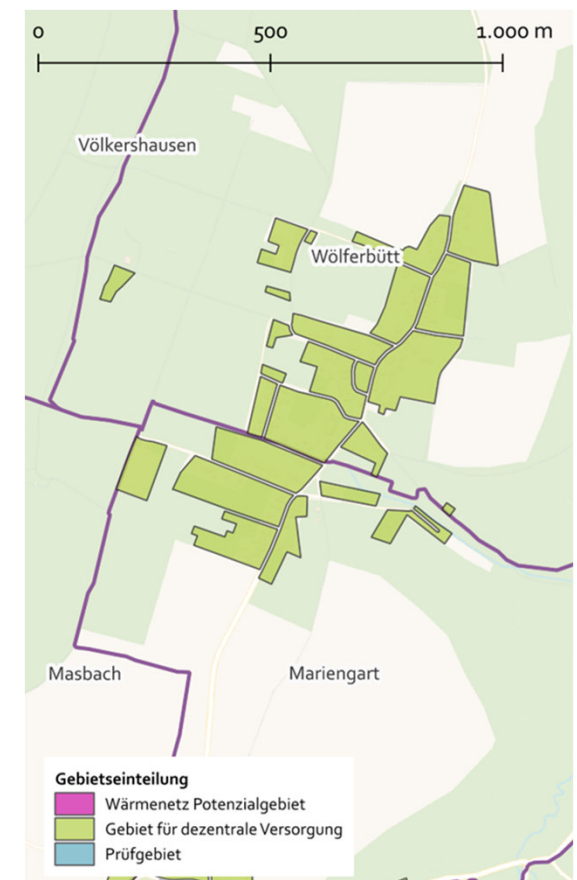 0 500 1.000 m
Völkershausen
Wölferbütt
Masbach
Mariengart
Gebietseinteilung
Wärmenetz Potenzialgebiet
Gebiet für dezentrale Versorgung
Prüfgebiet